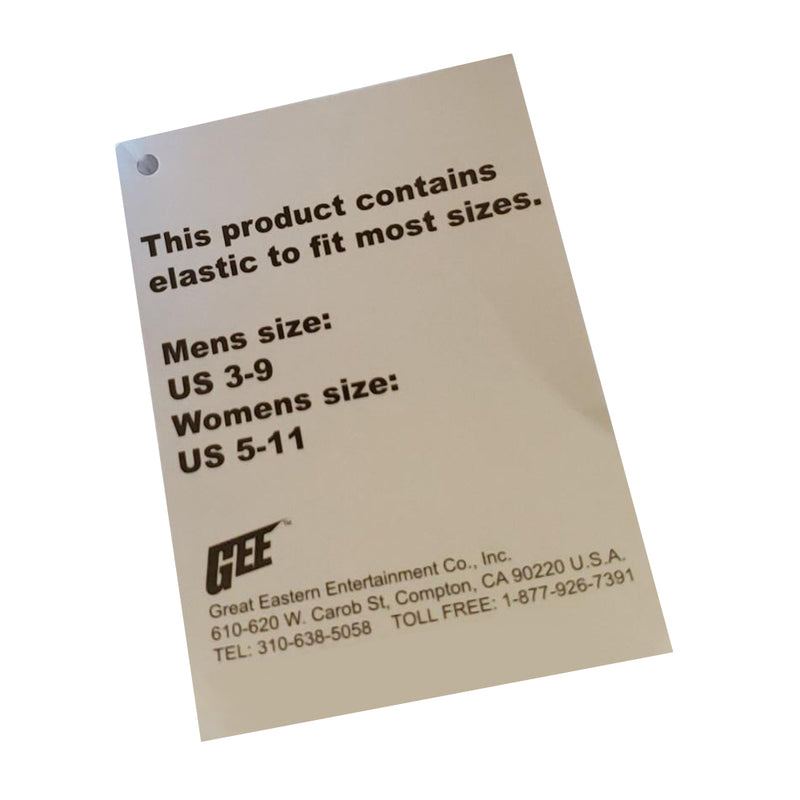 This product contains
elastic to fit most sizes.
Mens size:
US 3-9
Womens size:
US 5-11
GEE™
Great Eastern Entertainment Co., Inc.
610-620 W. Carob St, Compton, CA 90220 U.S.A.
TEL: 310-638-5058 TOLL FREE: 1-877-926-7391